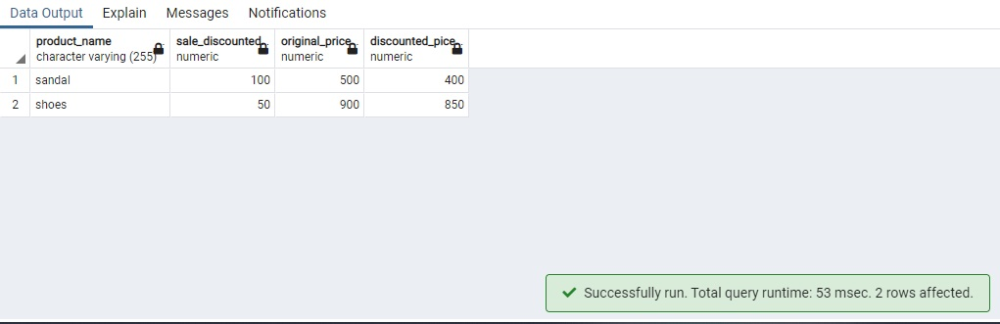 Data Output Explain Messages Notifications
product_name sale_discounted original_price discounted_pice
character varying (255) numeric numeric numeric
1 sandal 100 500 400
2 shoes 50 900 850
Successfully run. Total query runtime: 53 msec. 2 rows affected.